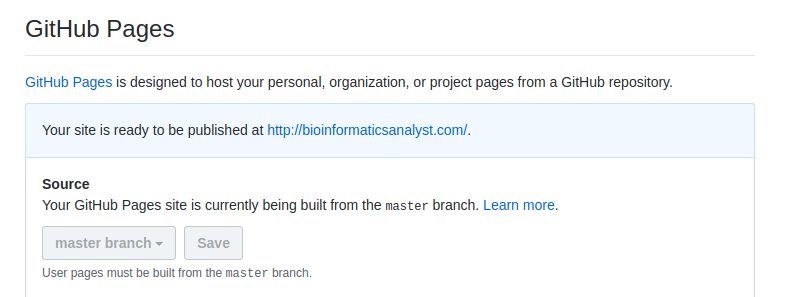 GitHub Pages
GitHub Pages is designed to host your personal, organization, or project pages from a GitHub repository.
Your site is ready to be published at http://bioinformaticsanalyst.com/.
Source
Your GitHub Pages site is currently being built from the master branch. Learn more.
master branch Save
User pages must be built from the master branch.